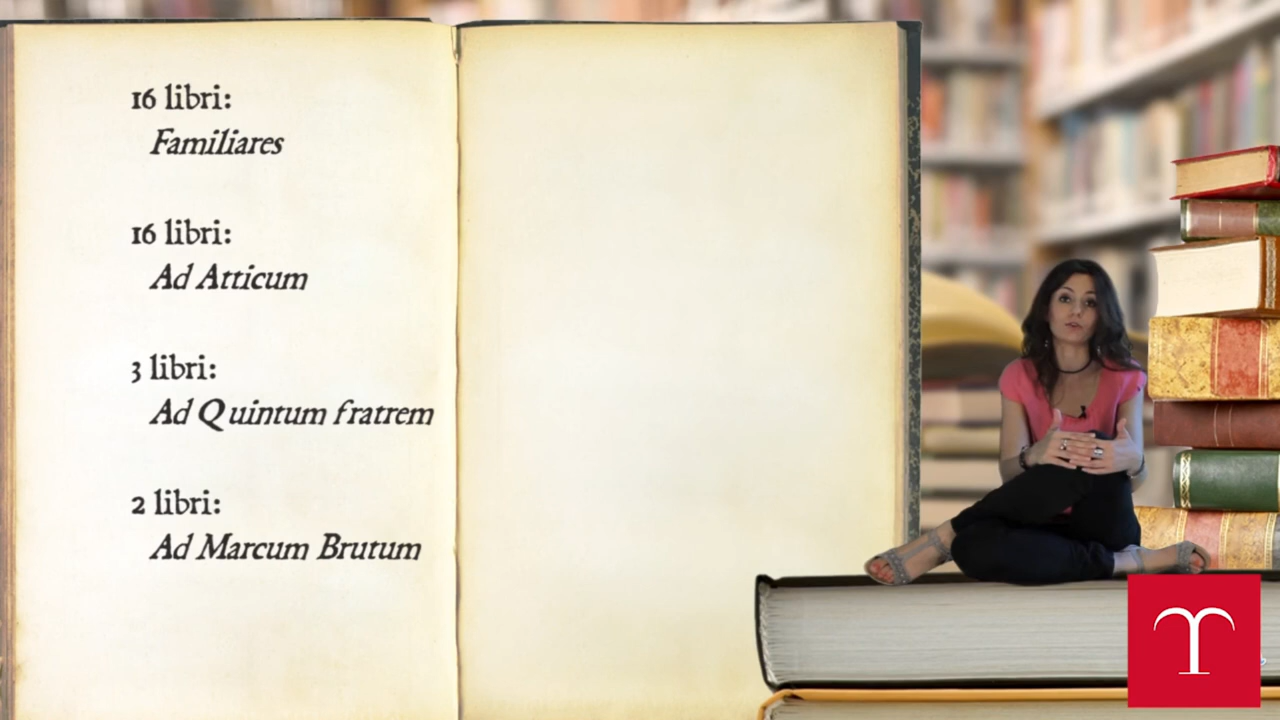 16 libri:
Familiares
16 libri:
Ad Atticum
3 libri:
Ad Quintum fratrem
2 libri:
Ad Marcum Brutum